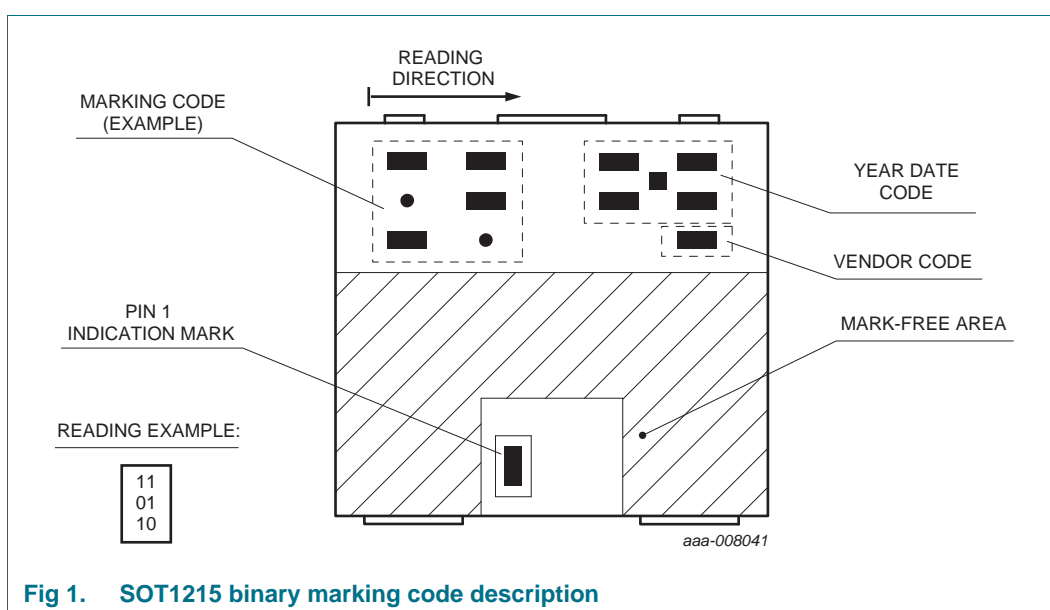 READING
DIRECTION
MARKING CODE
(EXAMPLE)
YEAR DATE
CODE
VENDOR CODE
PIN 1
INDICATION MARK
MARK-FREE AREA
READING EXAMPLE:
11
01
10
aaa-008041
Fig 1. SOT1215 binary marking code description